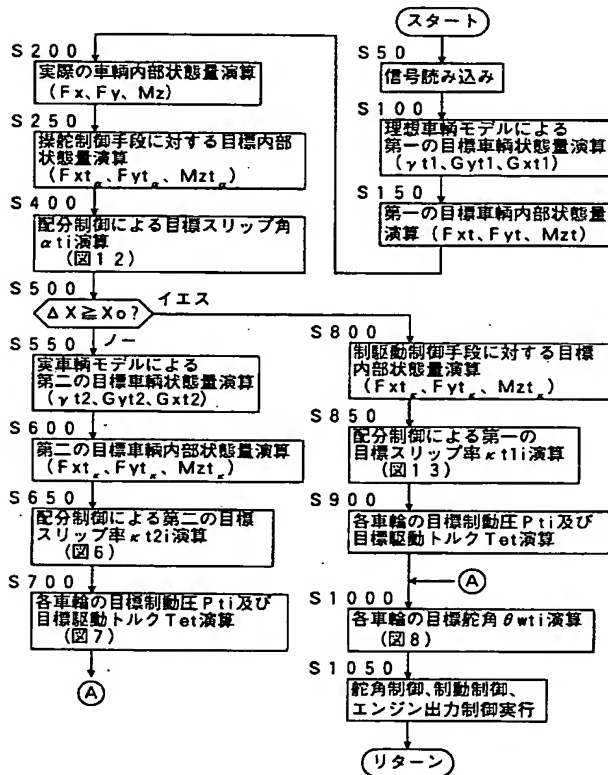 スタート
S50
信号読み込み
S100
理想車輌モデルによる
第一の目標車輌状態量演算
(γt1、Gyt1、Gxt1)
S150
第一の目標車輌内部状態量
演算(Fxt、Fyt、Mzt)
S200
実際の車輌内部状態量演算
(Fx、Fy、Mz)
S250
操舵制御手段に対する目標内部
状態量演算
(Fxtα、Fytα、Mztα)
S400
配分制御による目標スリップ角
αti演算
(図12)
S500
ΔX≧Xo?
イエス
ノー
S550
実車輌モデルによる
第二の目標車輌状態量演算
(γt2、Gyt2、Gxt2)
S600
第二の目標車輌内部状態量演算
(Fxtκ、Fytκ、Mztκ)
S650
配分制御による第二の目標
スリップ率κt2i演算
(図6)
S700
各車輪の目標制動圧Pti及び
目標駆動トルクTet演算
(図7)
A
S800
制駆動制御手段に対する目標
内部状態量演算
(Fxtκ、Fytκ、Mztκ)
S850
配分制御による第一の
目標スリップ率κt1i演算
(図13)
S900
各車輪の目標制動圧Pti及び
目標駆動トルクTet演算
A
S1000
各車輪の目標舵角θwti演算
(図8)
S1050
舵角制御、制動制御、
エンジン出力制御実行
リターン